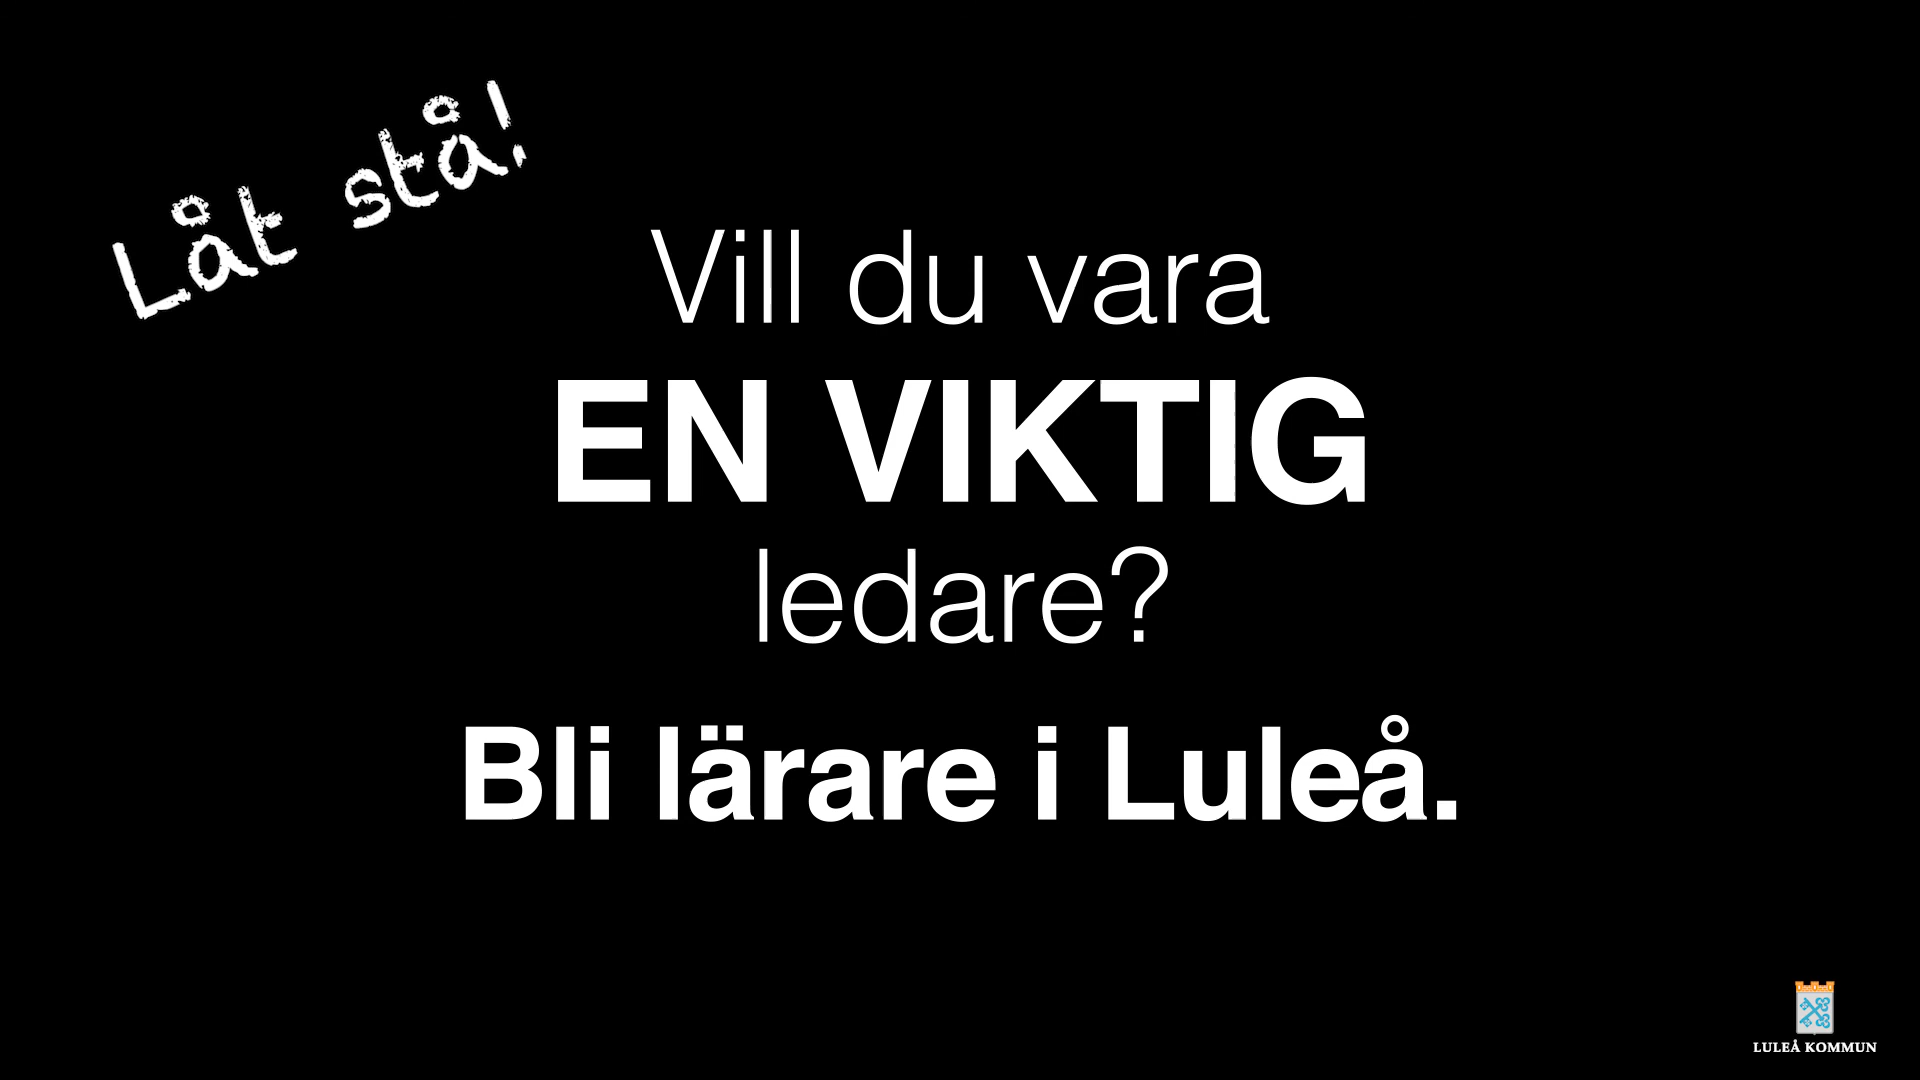 Låt stå!
Vill du vara
EN VIKTIG
ledare?
Bli lärare i Luleå.
LULEÅ KOMMUN